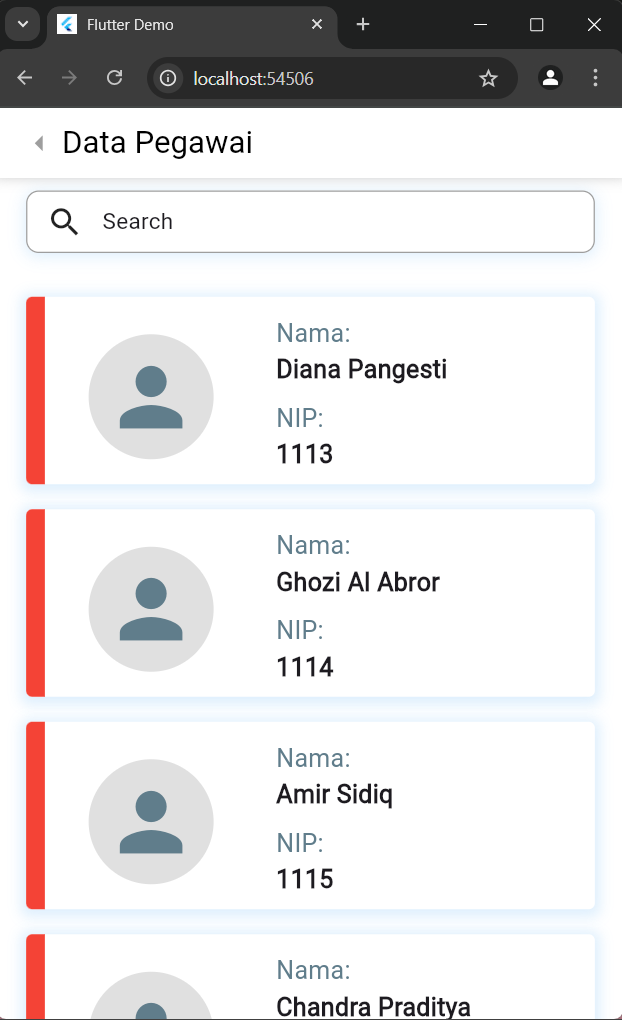 Flutter Demo
localhost:54506
Data Pegawai
Search
Nama:
Diana Pangesti
NIP:
1113
Nama:
Ghozi Al Abror
NIP:
1114
Nama:
Amir Sidiq
NIP:
1115
Nama:
Chandra Praditya